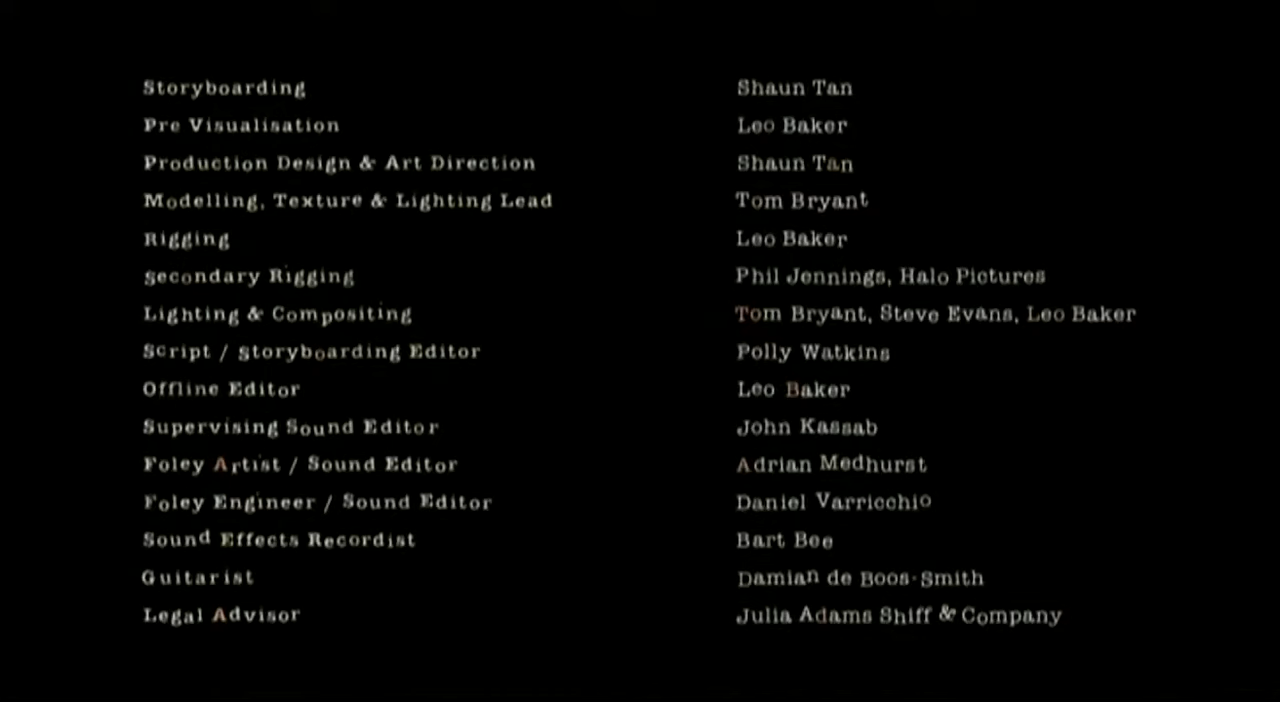 Storyboarding Shaun Tan
Pre Visualisation Leo Baker
Production Design & Art Direction Shaun Tan
Modelling, Texture & Lighting Lead Tom Bryant
Rigging Leo Baker
Secondary Rigging Phil Jennings, Halo Pictures
Lighting & Compositing Tom Bryant, Steve Evans, Leo Baker
Script / Storyboarding Editor Polly Watkins
Offline Editor Leo Baker
Supervising Sound Editor John Kassab
Foley Artist / Sound Editor Adrian Medhurst
Foley Engineer / Sound Editor Daniel Varricchio
Sound Effects Recordist Bart Bee
Guitarist Damian de Boos-Smith
Legal Advisor Julia Adams Shiff & Company